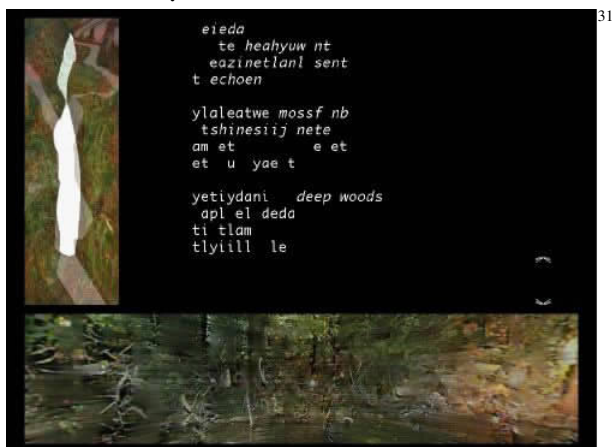 eieda
te heahyuw nt
eazinetlanl sent
t echoen
ylaleatwe mossf nb
tshinesiij nete
am et e et
et u yae t
yetiydani deep woods
apl el deda
ti tlam
tlyiill le
31